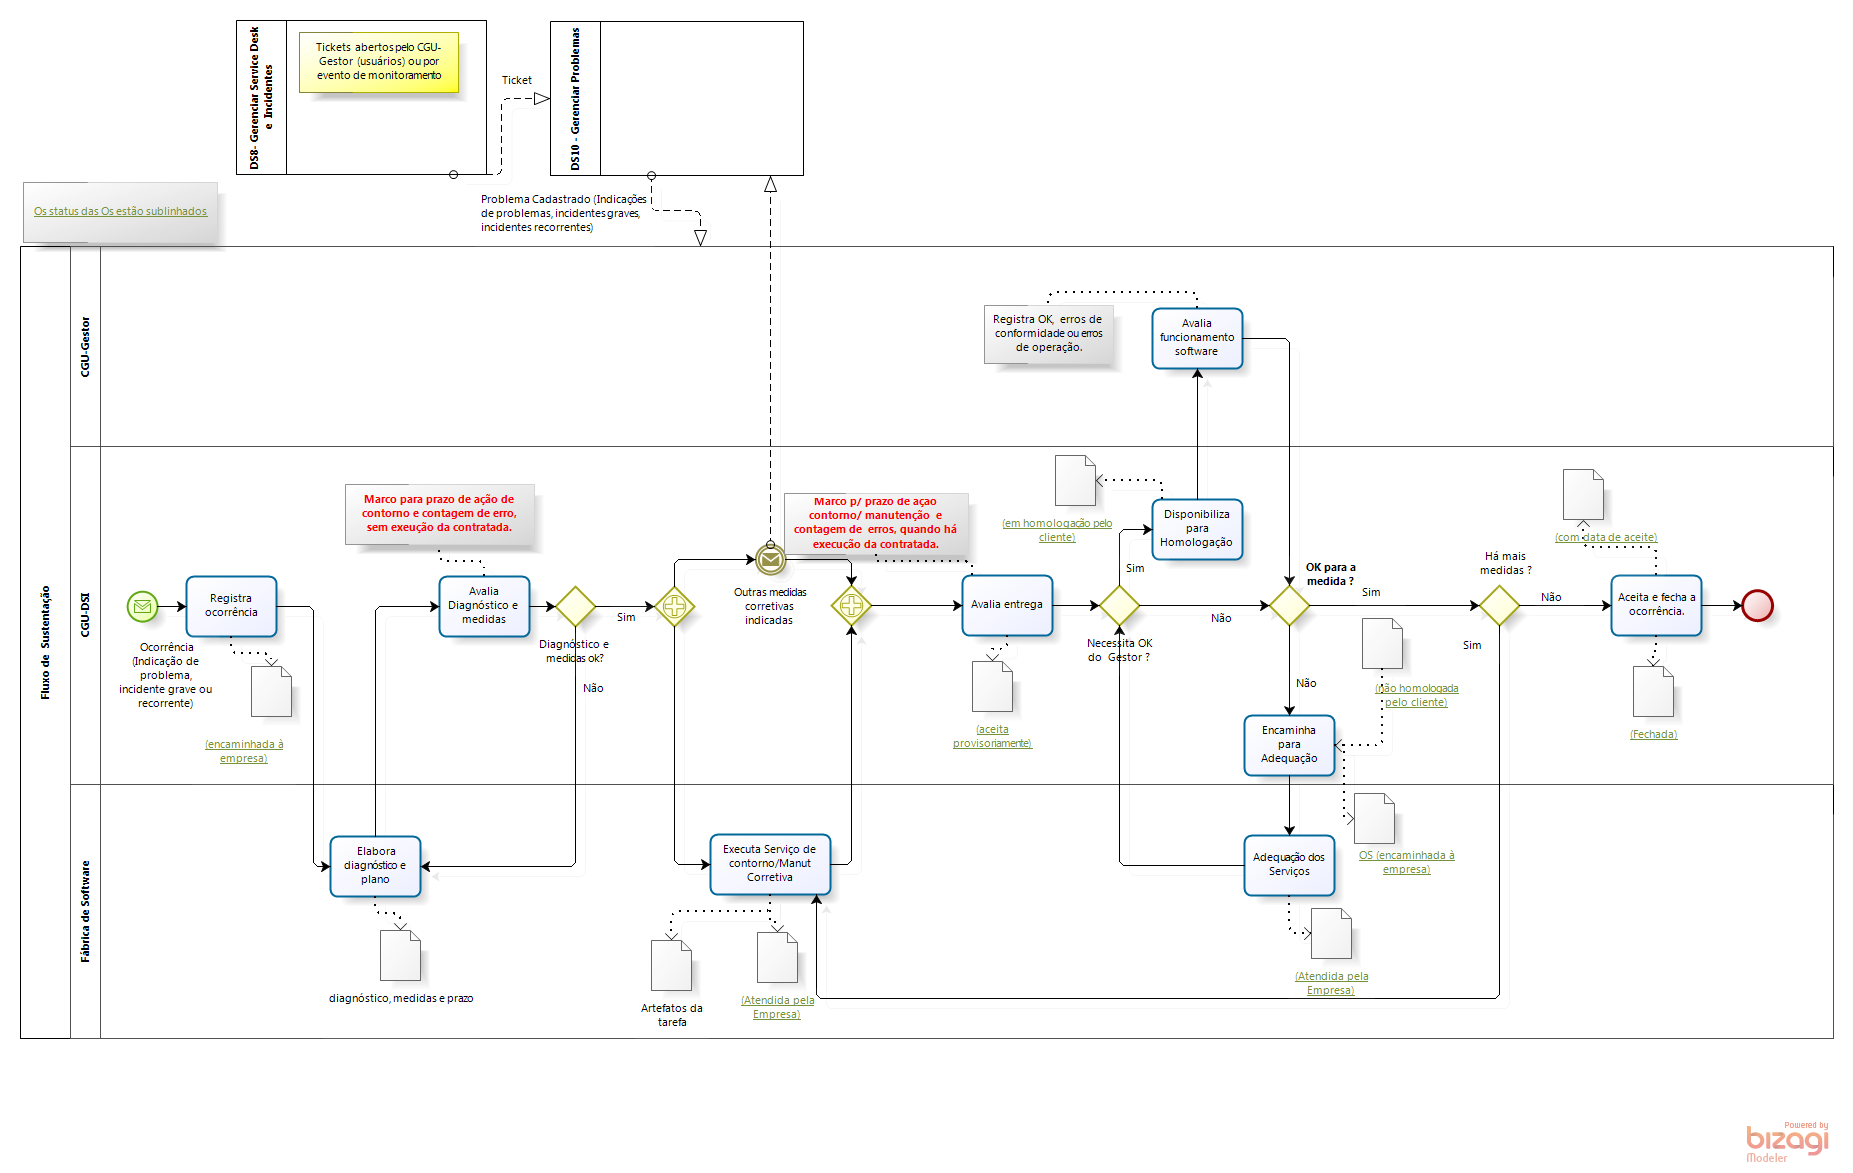 DS8- Gerenciar Service Desk
e Incidentes
Tickets abertos pelo CGU-
Gestor (usuários) ou por
evento de monitoramento
Ticket
DS10 - Gerenciar Problemas
Os status das Os estão sublinhados
Problema Cadastrado (Indicações
de problemas, incidentes graves,
incidentes recorrentes)
Fluxo de Sustentação
CGU-Gestor
Registra OK, erros de
conformidade ou erros
de operação.
Avalia
funcionamento
software
CGU-DSI
Marco para prazo de ação de
contorno e contagem de erro,
sem exeução da contratada.
Marco p/ prazo de ação
contorno/ manutenção e
contagem de erros, quando há
execução da contratada.
(em homologacão pelo
cliente)
Disponibiliza
para
Homologação
(com data de aceite)
Registra
ocorrência
Ocorrência
(Indicação de
problema,
incidente grave ou
recorrente)
(encaminhada à
empresa)
Avalia
Diagnóstico e
medidas
Diagnóstico e
medidas ok?
Sim
Não
Outras medidas
corretivas
indicadas
Avalia entrega
(aceita
provisoriamente)
Sim
Necessita OK
do Gestor ?
Não
OK para a
medida ?
Sim
Não
(não homologada
pelo cliente)
Encaminha
para
Adequação
Há mais
medidas ?
Não
Sim
Aceita e fecha a
ocorrência.
(Fechada)
Fábrica de Software
Elabora
diagnóstico e
plano
diagnóstico, medidas e prazo
Executa Serviço de
contorno/Manut
Corretiva
Artefatos da
tarefa
(Atendida pela
Empresa)
Adequação dos
Serviços
OS (encaminhada à
empresa)
(Atendida pela
Empresa)
Powered by
bizagi
Modeler